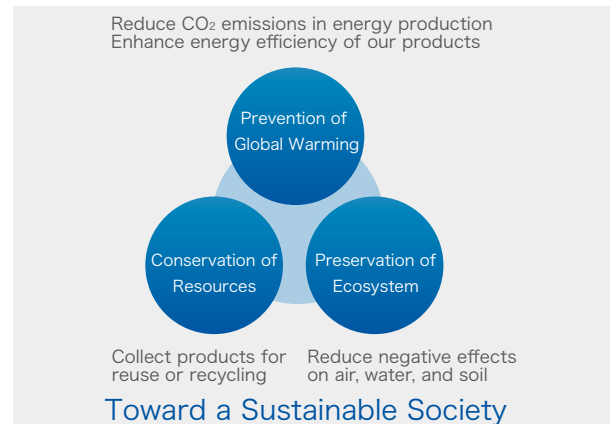 Reduce CO₂ emissions in energy production
Enhance energy efficiency of our products
Prevention of
Global Warming
Conservation of
Resources
Preservation of
Ecosystem
Collect products for
reuse or recycling
Reduce negative effects
on air, water, and soil
Toward a Sustainable Society